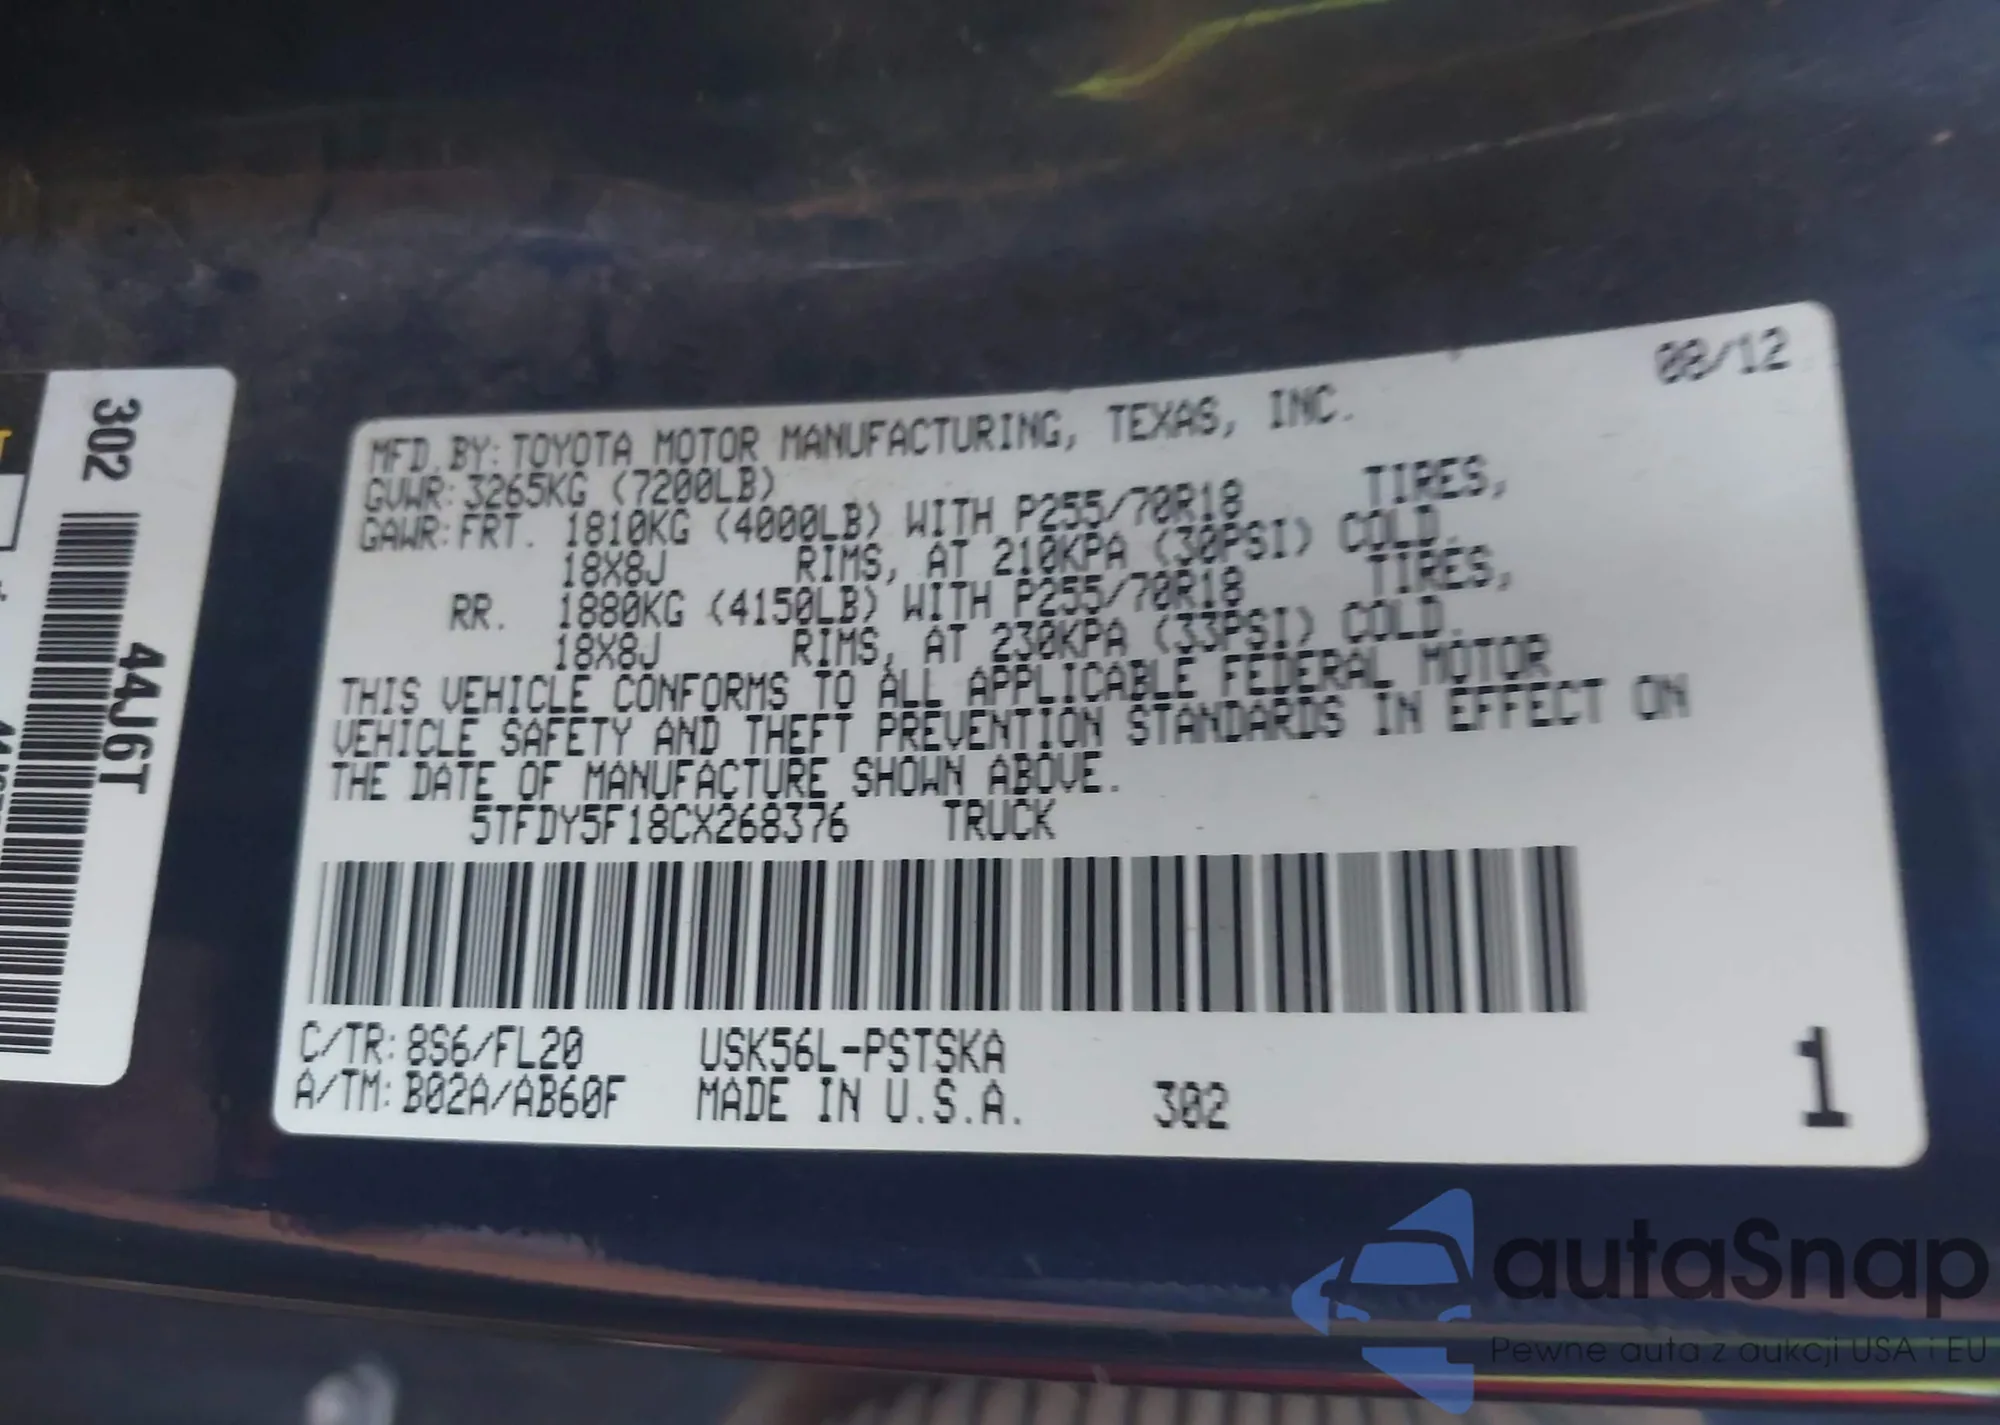 08/12
MFD. BY: TOYOTA MOTOR MANUFACTURING, TEXAS, INC.
GVWR: 3265KG (7200LB)
GAWR: FRT. 1810KG (4000LB) WITH P255/70R18 TIRES,
18X8J RIMS, AT 210KPA (30PSI) COLD.
RR. 1880KG (4150LB) WITH P255/70R18 TIRES,
18X8J RIMS, AT 230KPA (33PSI) COLD.
THIS VEHICLE CONFORMS TO ALL APPLICABLE FEDERAL MOTOR
VEHICLE SAFETY AND THEFT PREVENTION STANDARDS IN EFFECT ON
THE DATE OF MANUFACTURE SHOWN ABOVE.
5TFDY5F18CX268376 TRUCK
C/TR: 8S6/FL20 USK56L-PSTSKA
A/TM: B02A/AB60F MADE IN U.S.A. 302
1
302
44J6T
autaSnap
Pewne auta z aukcji USA i EU